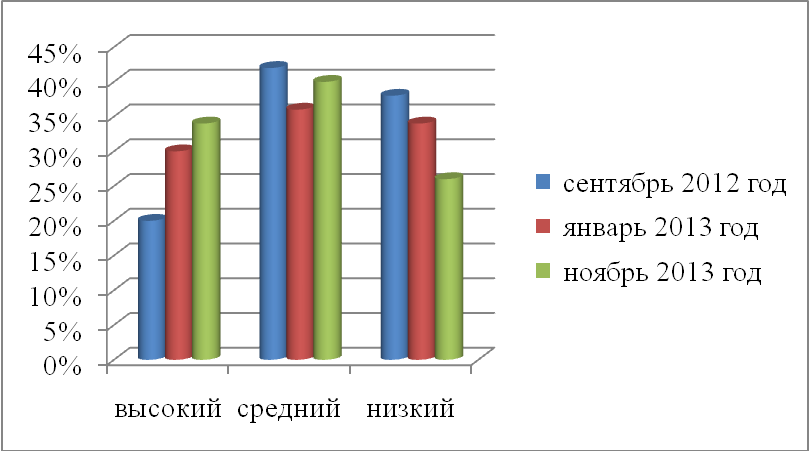 45%
40%
35%
30%
25%
20%
15%
10%
5%
0%
высокий средний низкий
сентябрь 2012 год
январь 2013 год
ноябрь 2013 год